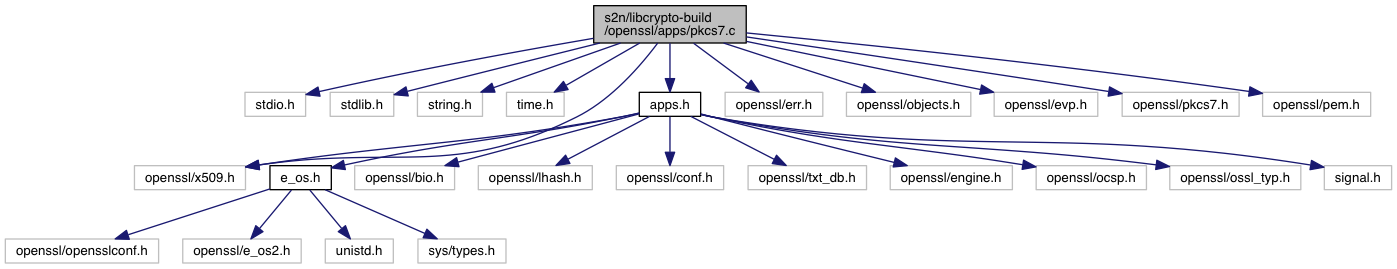 s2n/libcrypto-build
/openssl/apps/pkcs7.c
stdio.h
stdlib.h
string.h
time.h
apps.h
openssl/err.h
openssl/objects.h
openssl/evp.h
openssl/pkcs7.h
openssl/pem.h
openssl/x509.h
e_os.h
openssl/bio.h
openssl/lhash.h
openssl/conf.h
openssl/txt_db.h
openssl/engine.h
openssl/ocsp.h
openssl/ossl_typ.h
signal.h
openssl/opensslconf.h
openssl/e_os2.h
unistd.h
sys/types.h